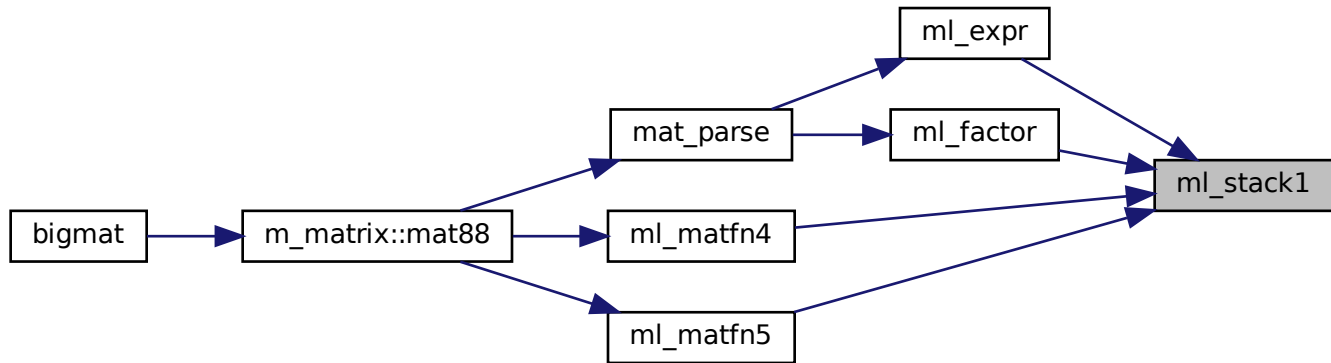 ml_expr
mat_parse
ml_factor
ml_stack1
bigmat
m_matrix::mat88
ml_matfn4
ml_matfn5